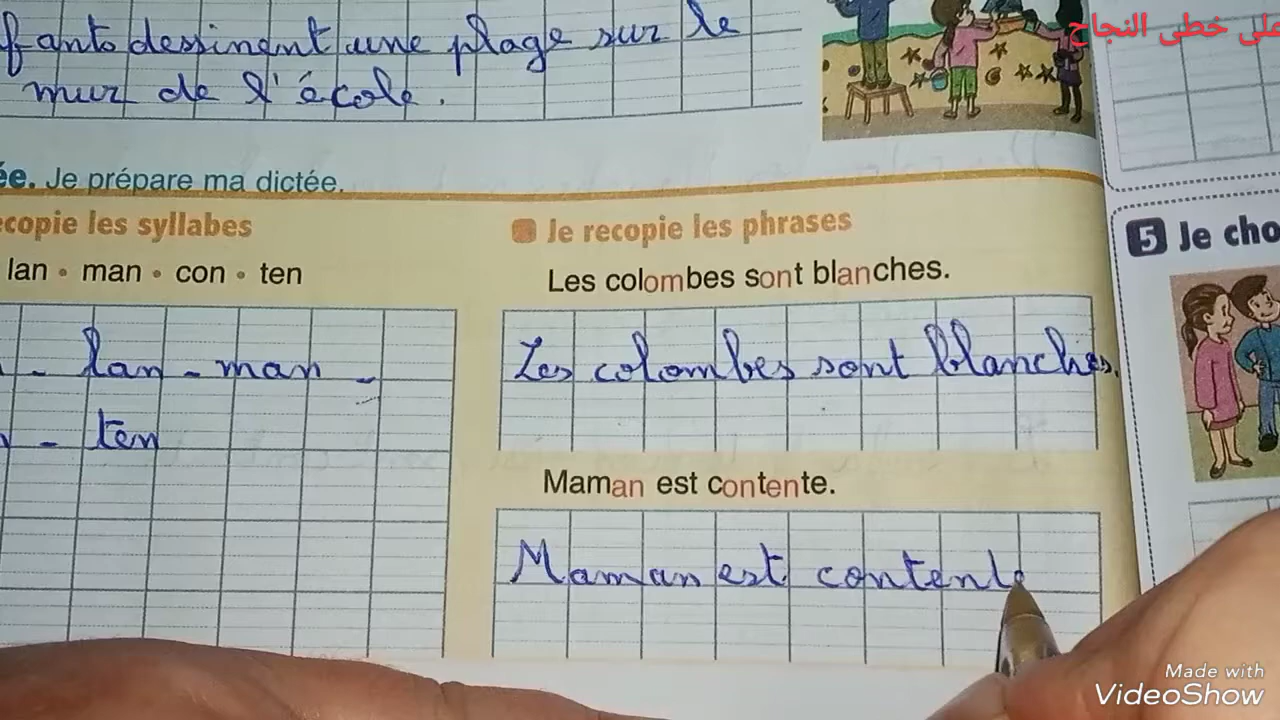 fants dessinent une plage sur le
mur de l'école.
على خطى النجاح
ée. Je prépare ma dictée.
ecopie les syllabes
lan • man • con • ten
- lan - man -
- ten
Je recopie les phrases
Les colombes sont blanches.
Les colombes sont blanches.
Maman est contente.
Maman est contente
5 Je cho
Made with
VideoShow